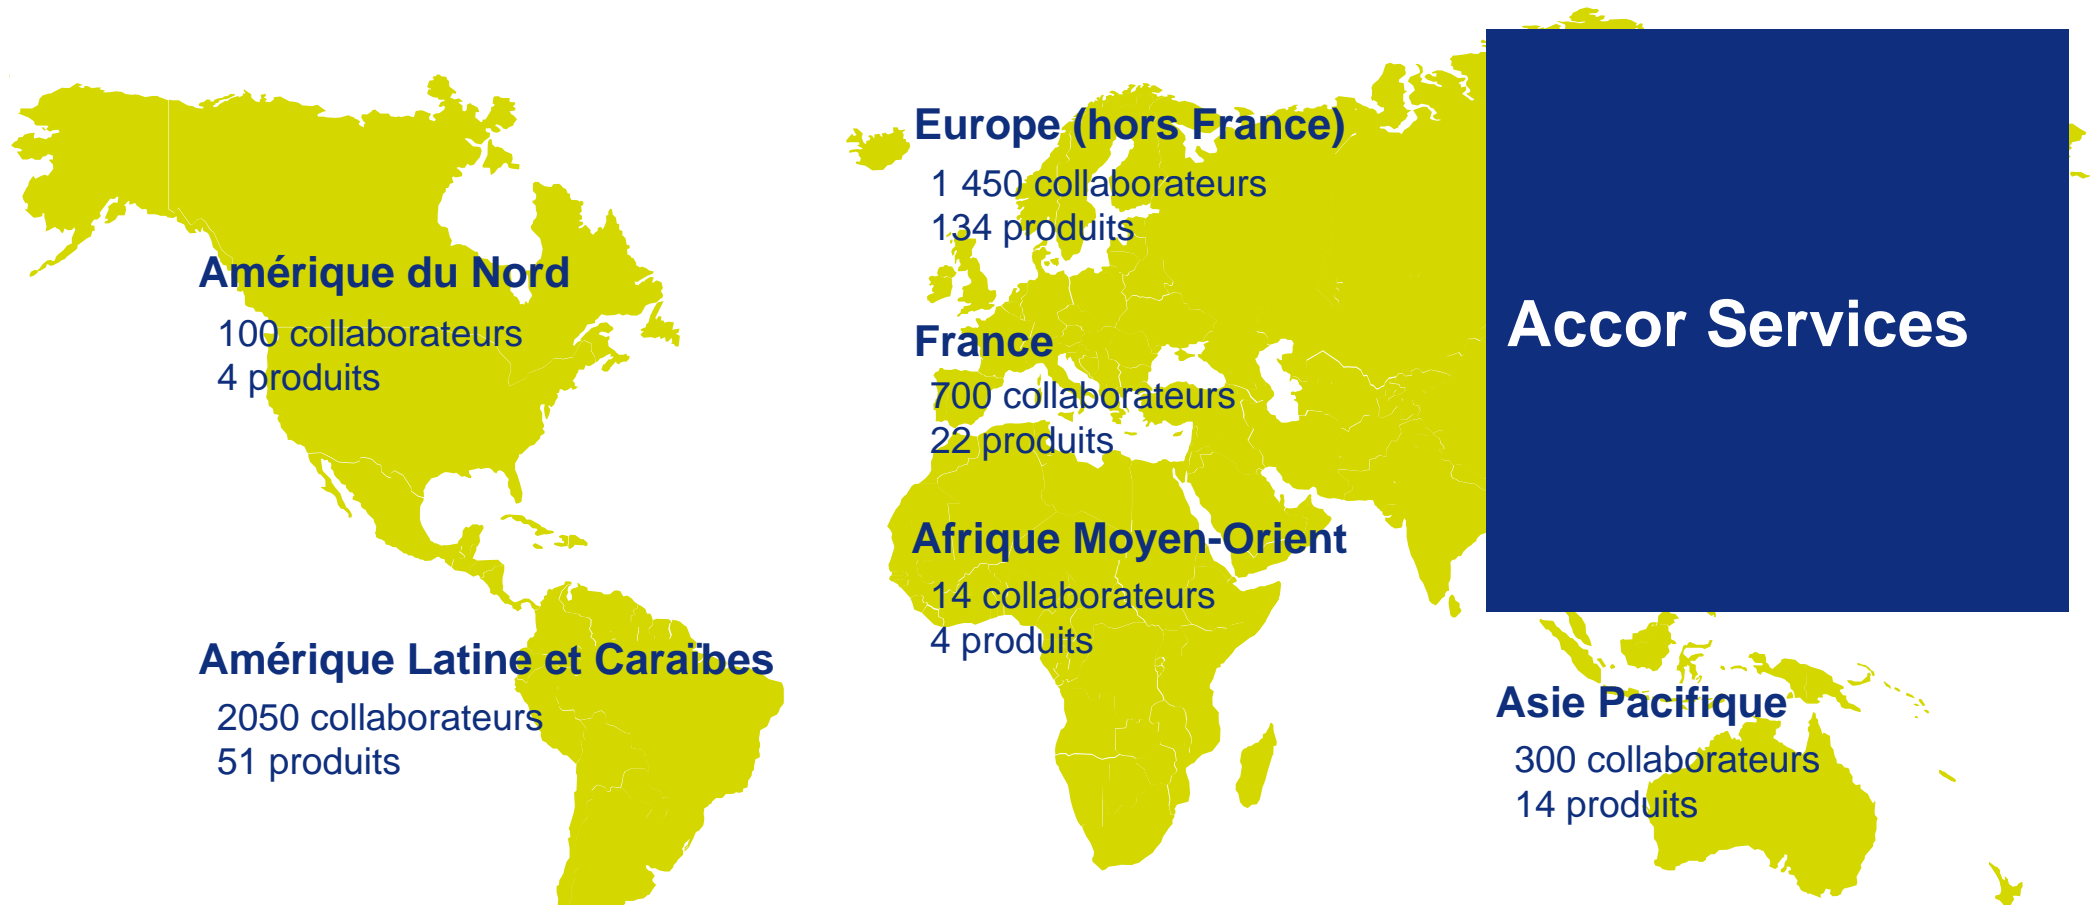 Europe (hors France)
1 450 collaborateurs
134 produits
Amérique du Nord
100 collaborateurs
4 produits
France
700 collaborateurs
22 produits
Accor Services
Afrique Moyen-Orient
14 collaborateurs
4 produits
Amérique Latine et Caraïbes
2050 collaborateurs
51 produits
Asie Pacifique
300 collaborateurs
14 produits